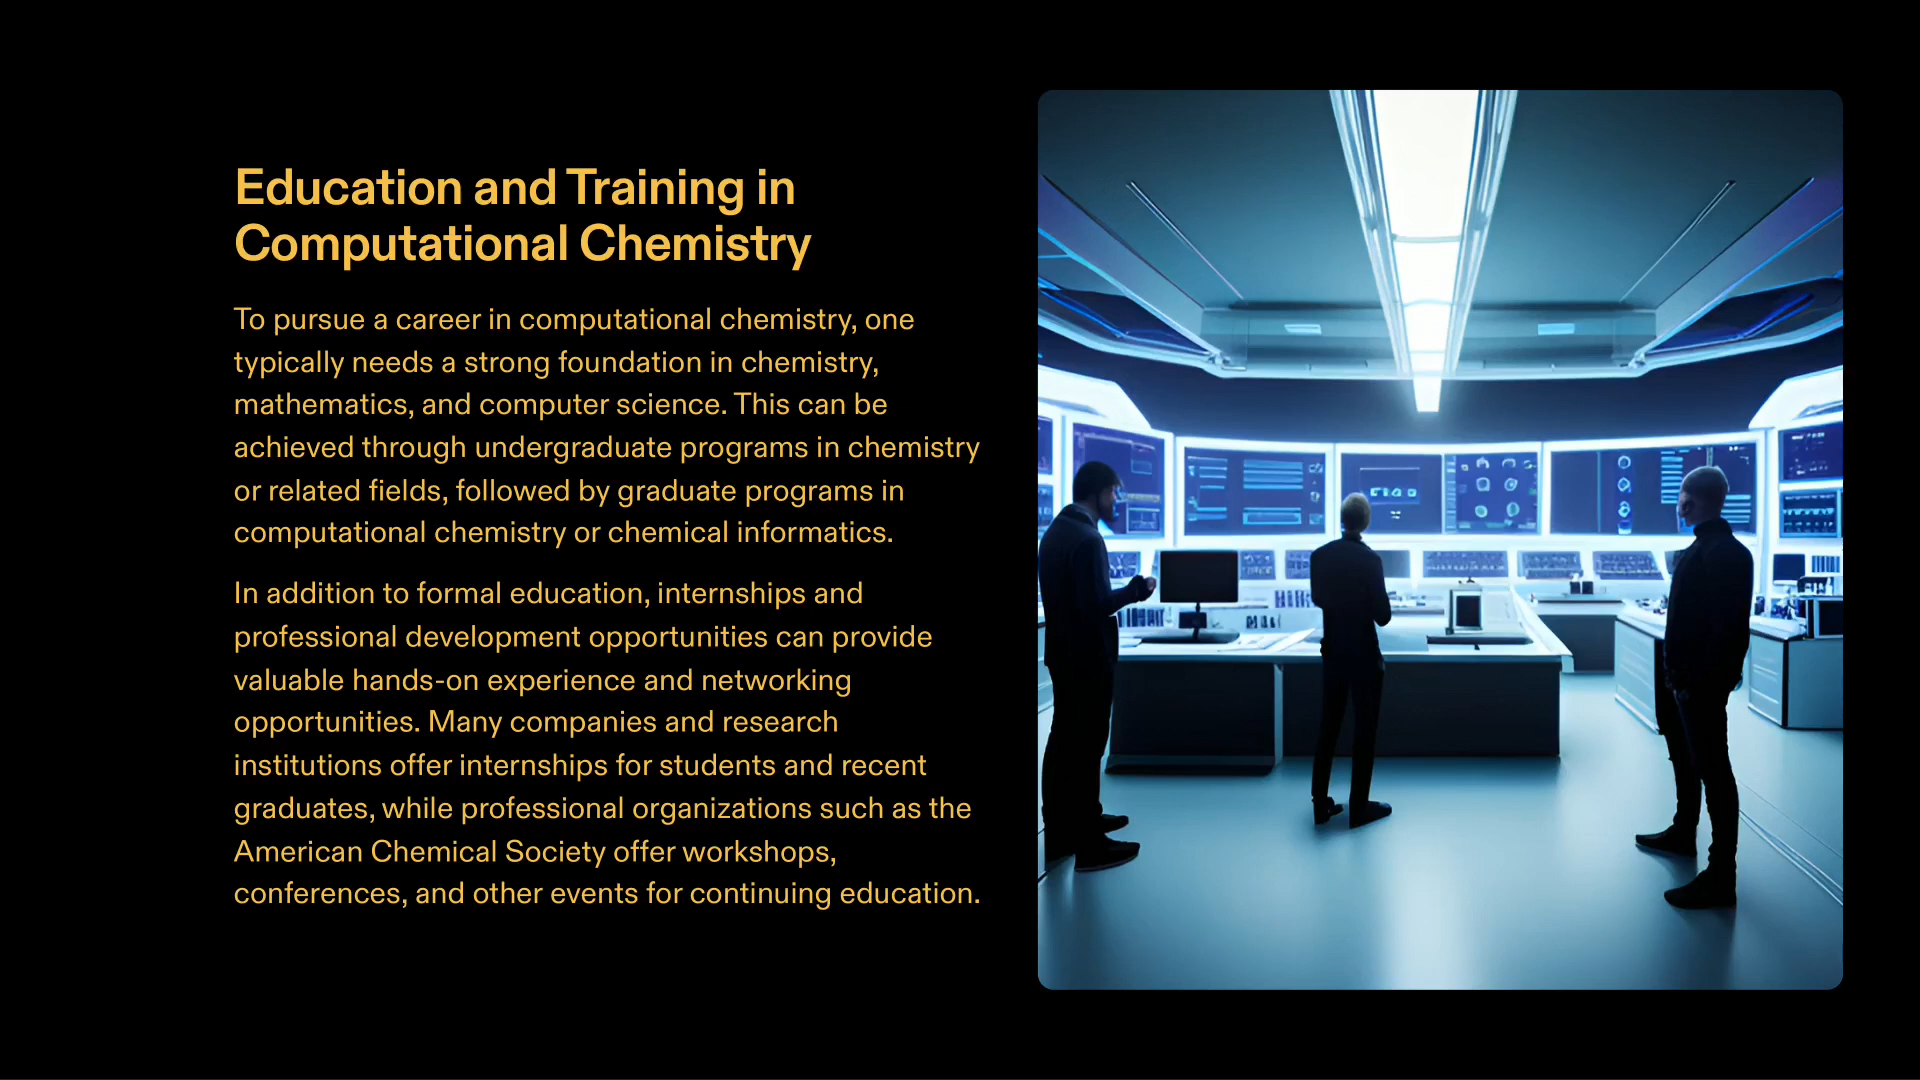 Education and Training in
Computational Chemistry
To pursue a career in computational chemistry, one
typically needs a strong foundation in chemistry,
mathematics, and computer science. This can be
achieved through undergraduate programs in chemistry
or related fields, followed by graduate programs in
computational chemistry or chemical informatics.
In addition to formal education, internships and
professional development opportunities can provide
valuable hands-on experience and networking
opportunities. Many companies and research
institutions offer internships for students and recent
graduates, while professional organizations such as the
American Chemical Society offer workshops,
conferences, and other events for continuing education.